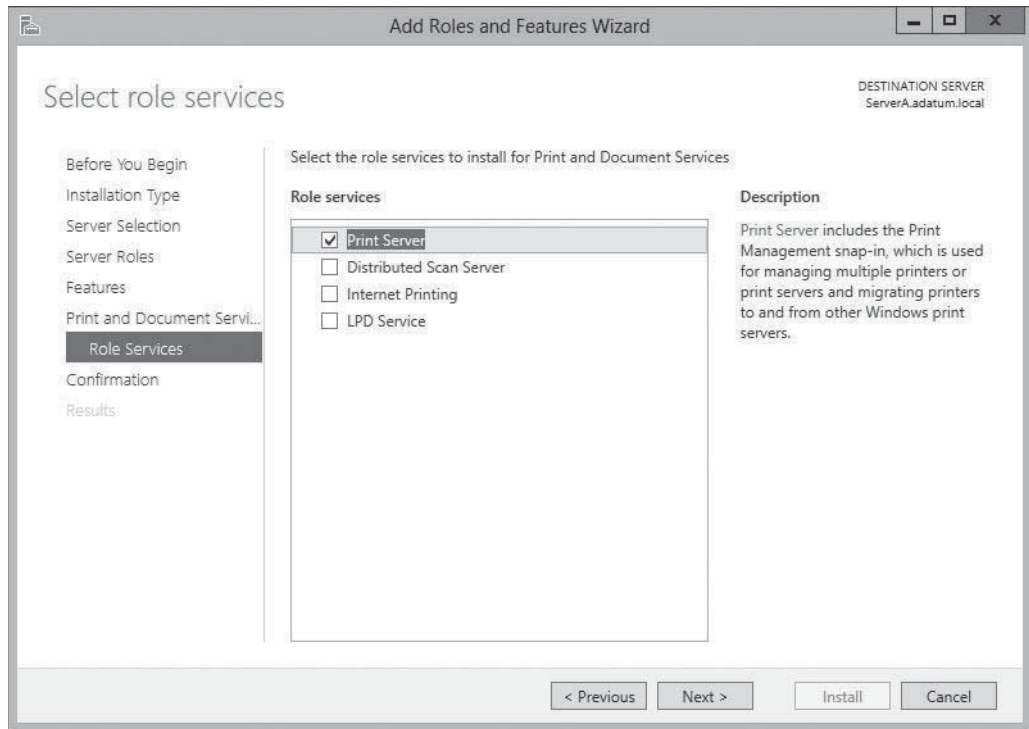 Add Roles and Features Wizard
Select role services
DESTINATION SERVER
ServerA.adatum.local
Before You Begin
Installation Type
Server Selection
Server Roles
Features
Print and Document Servi...
Role Services
Confirmation
Results
Select the role services to install for Print and Document Services
Role services
Print Server
Distributed Scan Server
Internet Printing
LPD Service
Description
Print Server includes the Print
Management snap-in, which is used
for managing multiple printers or
print servers and migrating printers
to and from other Windows print
servers.
< Previous
Next >
Install
Cancel